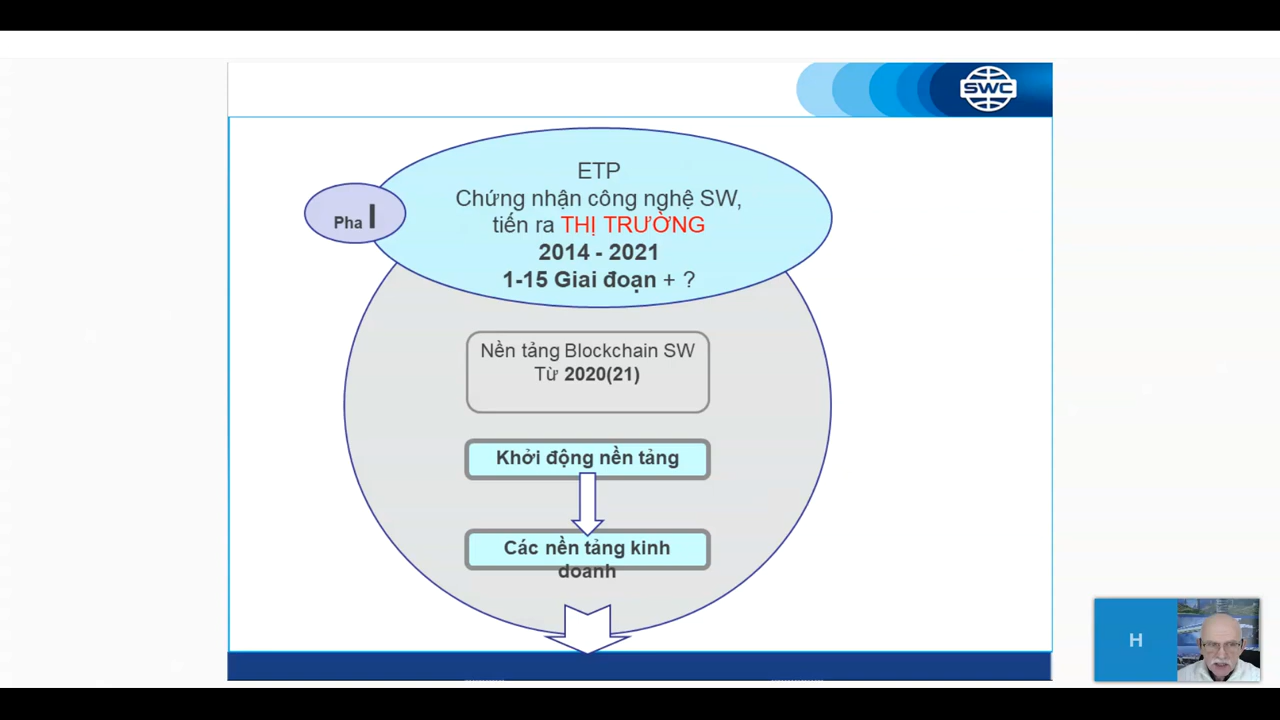 SWC
ETP
Chứng nhận công nghệ SW,
tiến ra THỊ TRƯỜNG
2014 - 2021
1-15 Giai đoạn + ?
Pha I
Nền tảng Blockchain SW
Từ 2020(21)
Khởi động nền tảng
Các nền tảng kinh
doanh
H